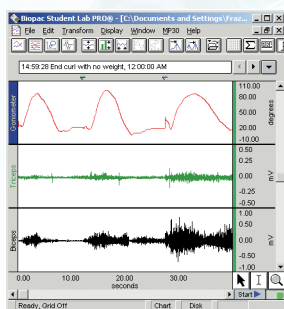 Biopac Student Lab PRO® - [C:\Documents and Settings\Fraz...
File Edit Transform Display Window MP30 Help
14:59:28 End curl with no weight, 12:00:00 AM
Goniometer
110.00
80.00
50.00
20.00
-10.00
degrees
Triceps
0.50
0.25
0.00
-0.25
-0.50
mV
Biceps
1.00
0.50
0.00
-0.50
-1.00
mV
0.00 10.00 20.00 30.00
seconds
Start
Ready, Grid Off Chart Disk